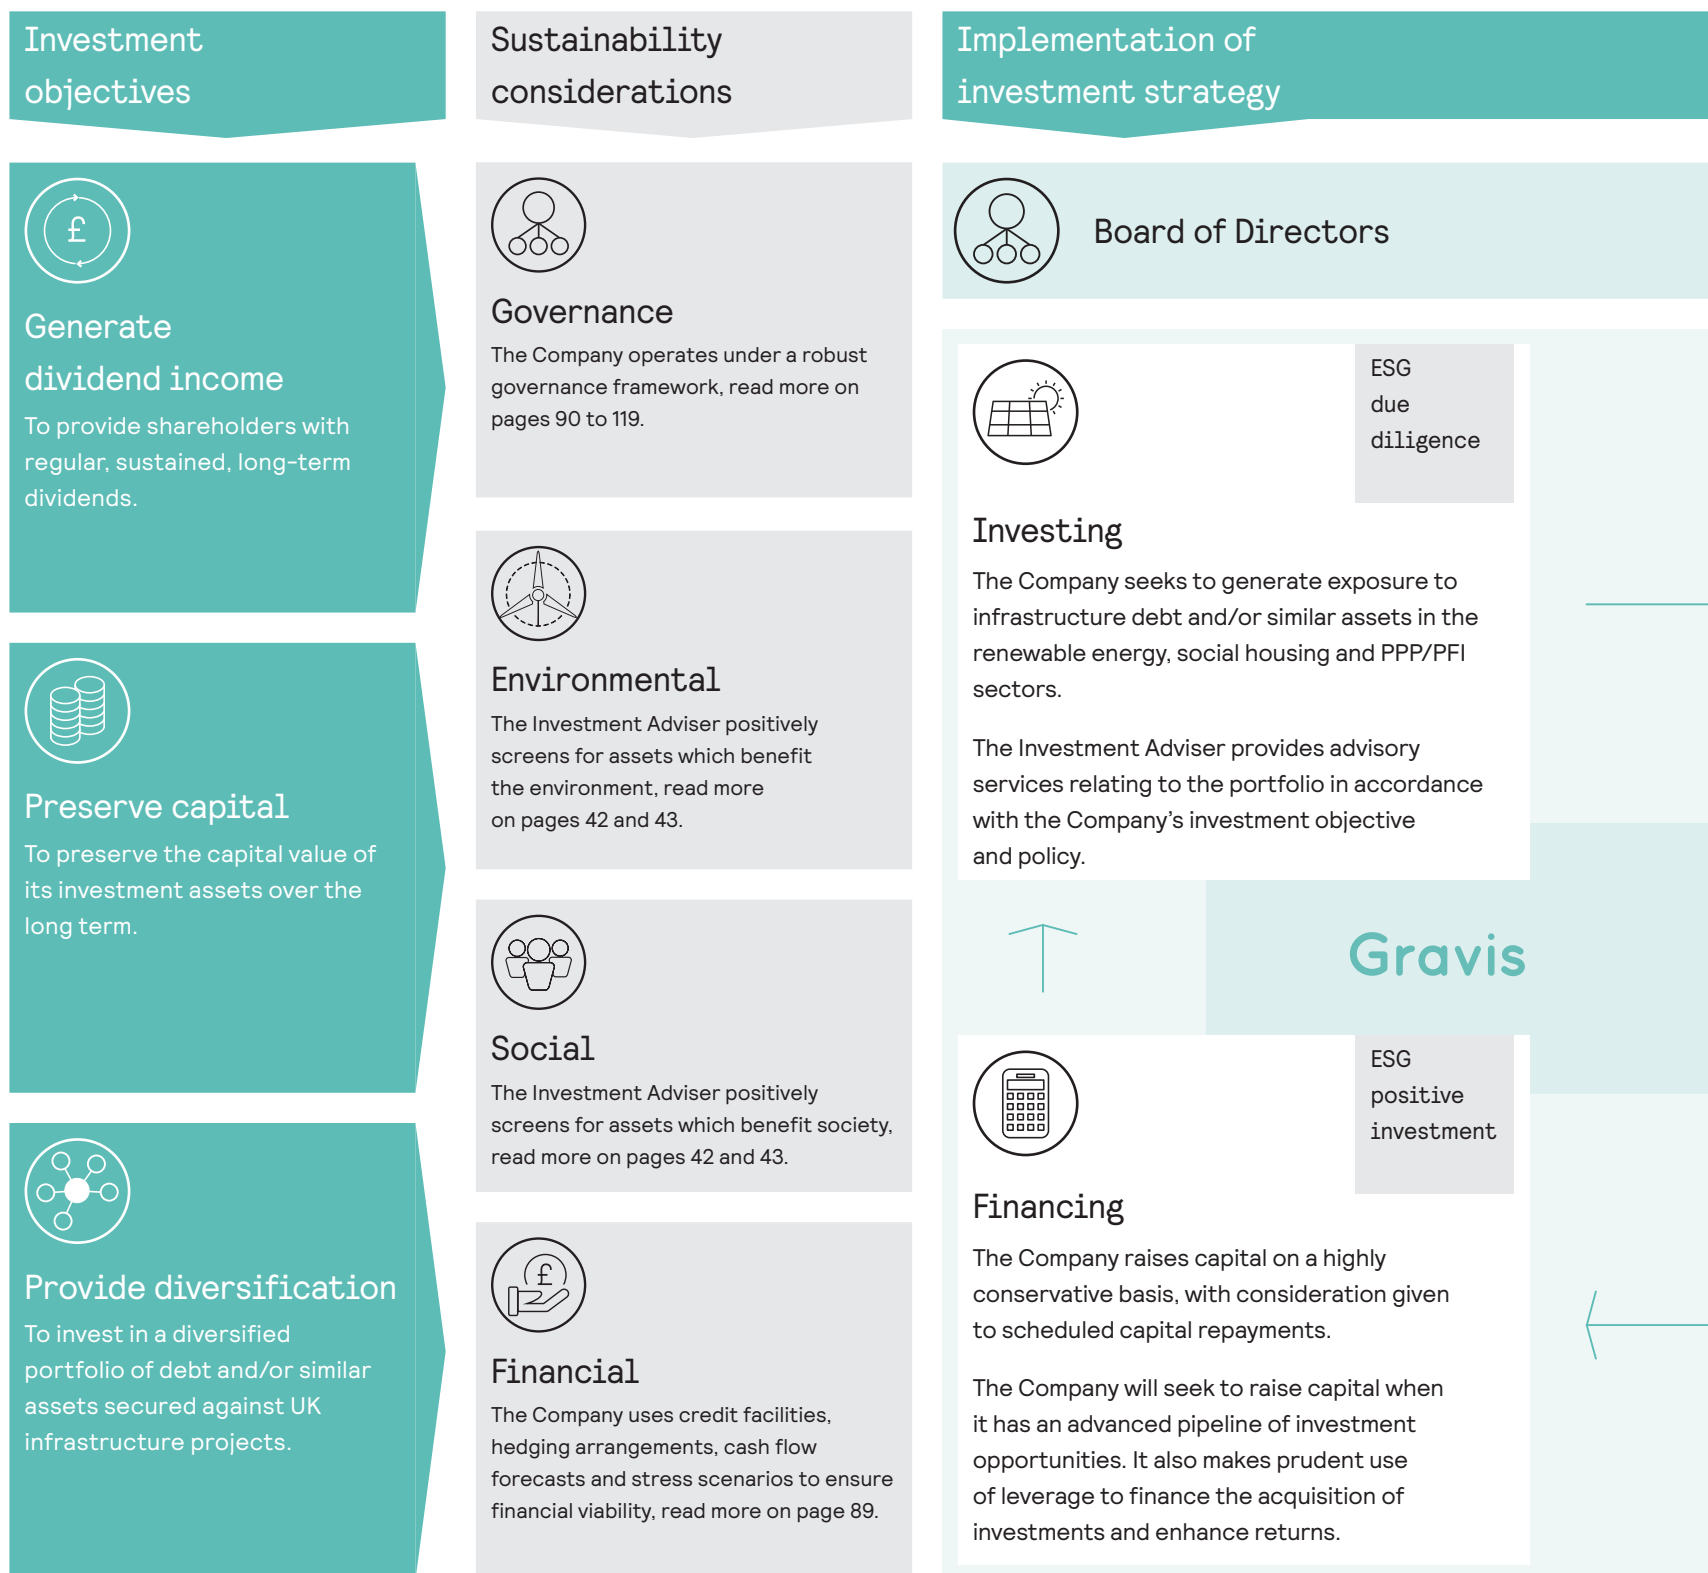 Investment
objectives
Generate
dividend income
To provide shareholders with
regular, sustained, long-term
dividends.
Preserve capital
To preserve the capital value of
its investment assets over the
long term.
Provide diversification
To invest in a diversified
portfolio of debt and/or similar
assets secured against UK
infrastructure projects.
Sustainability
considerations
Governance
The Company operates under a robust
governance framework, read more on
pages 90 to 119.
Environmental
The Investment Adviser positively
screens for assets which benefit
the environment, read more
on pages 42 and 43.
Social
The Investment Adviser positively
screens for assets which benefit society,
read more on pages 42 and 43.
Financial
The Company uses credit facilities,
hedging arrangements, cash flow
forecasts and stress scenarios to ensure
financial viability, read more on page 89.
Implementation of
investment strategy
Board of Directors
ESG
due
diligence
Investing
The Company seeks to generate exposure to
infrastructure debt and/or similar assets in the
renewable energy, social housing and PPP/PFI
sectors.
The Investment Adviser provides advisory
services relating to the portfolio in accordance
with the Company's investment objective
and policy.
Gravis
ESG
positive
investment
Financing
The Company raises capital on a highly
conservative basis, with consideration given
to scheduled capital repayments.
The Company will seek to raise capital when
it has an advanced pipeline of investment
opportunities. It also makes prudent use
of leverage to finance the acquisition of
investments and enhance returns.